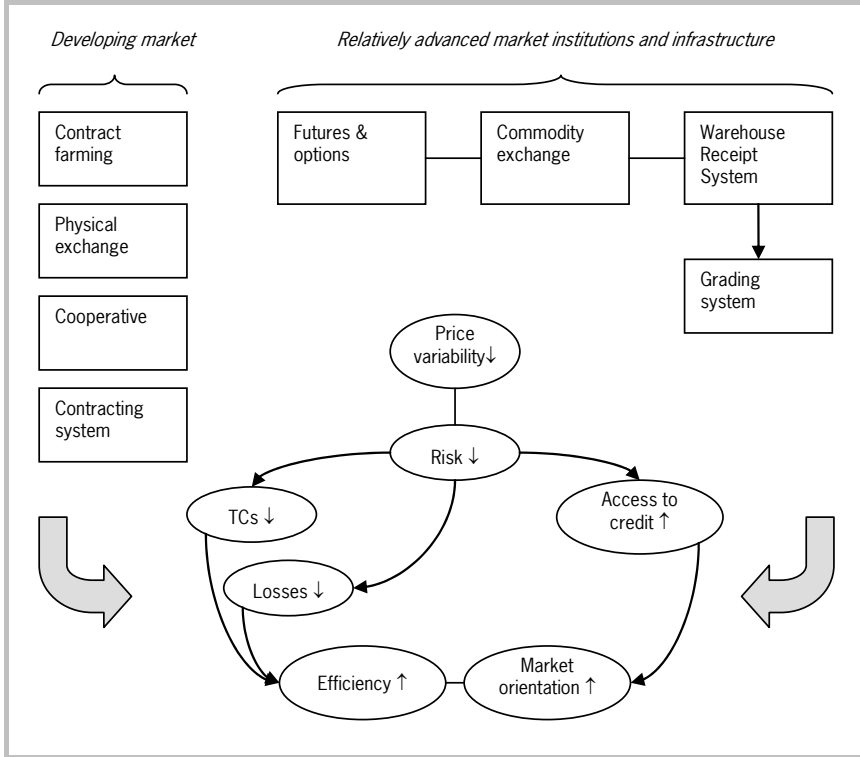 Developing market
Relatively advanced market institutions and infrastructure
Contract
farming
Futures &
options
Commodity
exchange
Warehouse
Receipt
System
Physical
exchange
Grading
system
Cooperative
Price
variability↓
Contracting
system
Risk ↓
TCs ↓
Access to
credit ↑
Losses ↓
Efficiency ↑
Market
orientation ↑